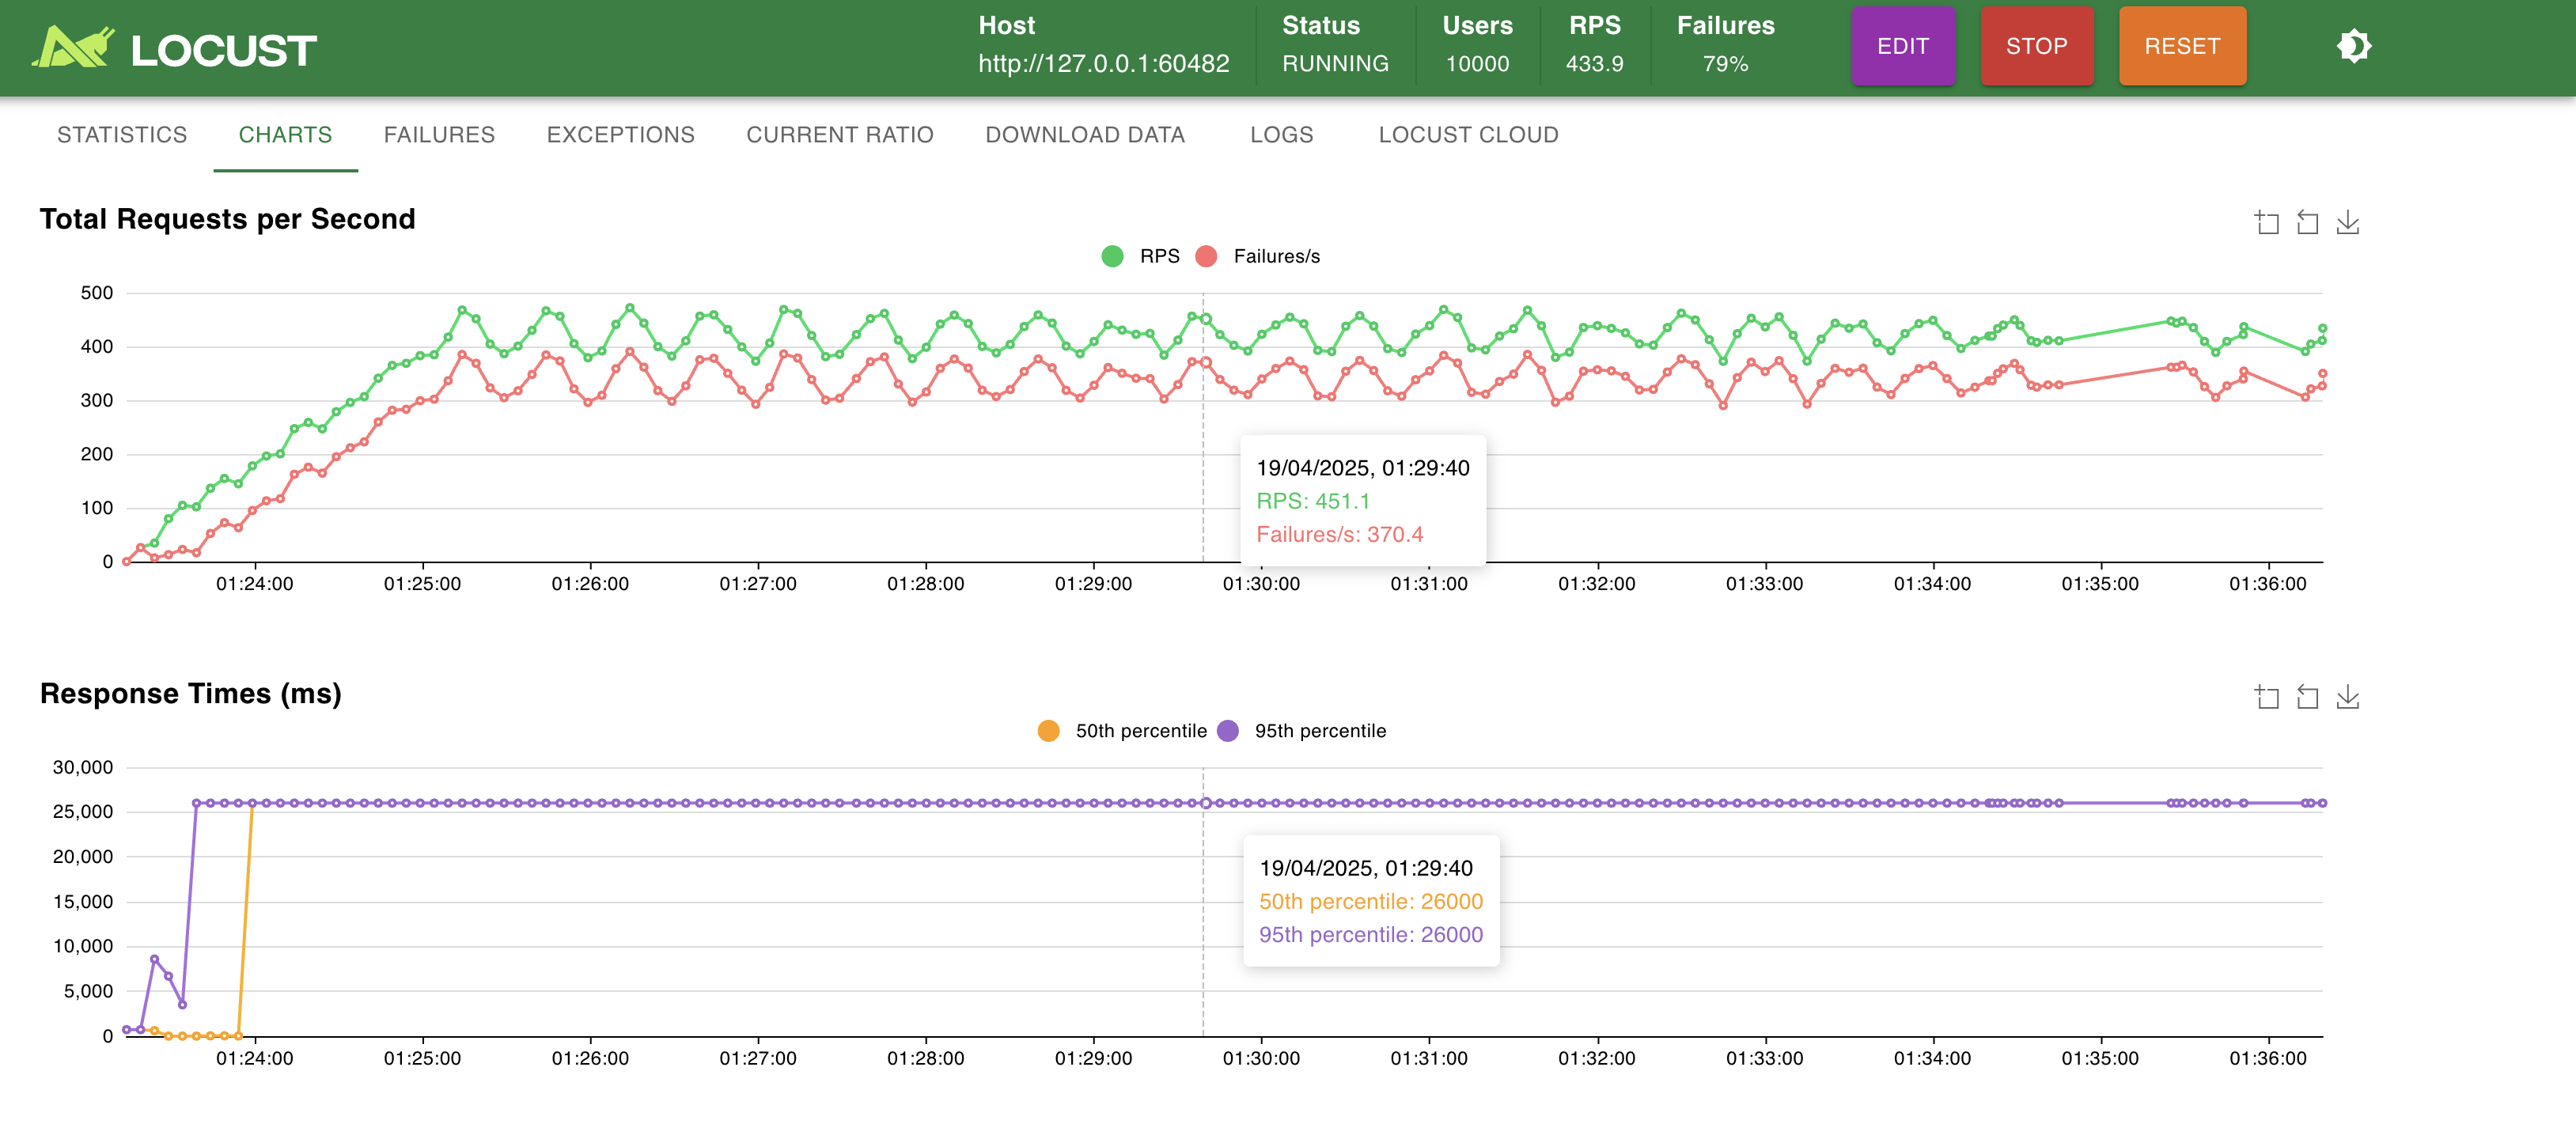 LOCUST
Host
http://127.0.0.1:60482
Status
RUNNING
Users
10000
RPS
433.9
Failures
79%
EDIT
STOP
RESET
STATISTICS
CHARTS
FAILURES
EXCEPTIONS
CURRENT RATIO
DOWNLOAD DATA
LOGS
LOCUST CLOUD
Total Requests per Second
RPS
Failures/s
500
400
300
200
100
0
19/04/2025, 01:29:40
RPS: 451.1
Failures/s: 370.4
01:24:00
01:25:00
01:26:00
01:27:00
01:28:00
01:29:00
01:30:00
01:31:00
01:32:00
01:33:00
01:34:00
01:35:00
01:36:00
Response Times (ms)
50th percentile
95th percentile
30,000
25,000
20,000
15,000
10,000
5,000
0
19/04/2025, 01:29:40
50th percentile: 26000
95th percentile: 26000
01:24:00
01:25:00
01:26:00
01:27:00
01:28:00
01:29:00
01:30:00
01:31:00
01:32:00
01:33:00
01:34:00
01:35:00
01:36:00